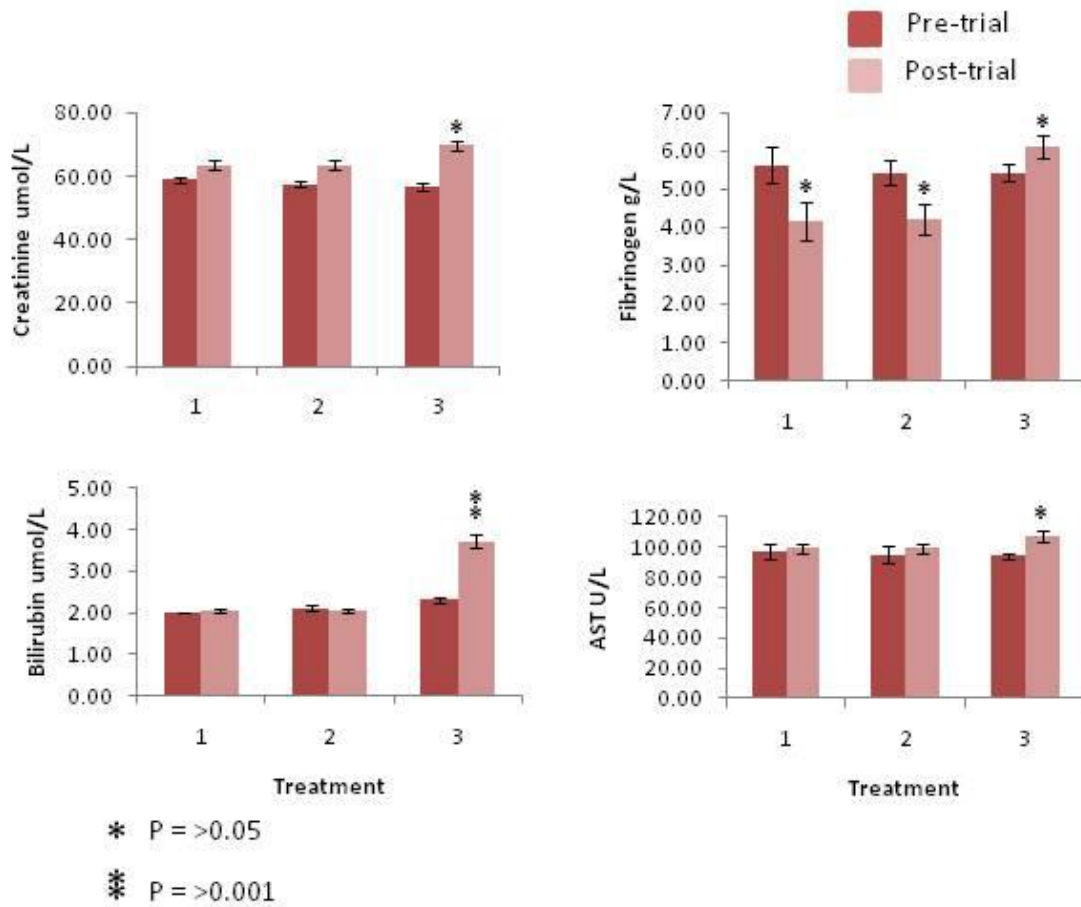 Pre-trial
Post-trial
Creatinine umol/L
80.00
60.00
40.00
20.00
0.00
*
1 2 3
Fibrinogen g/L
7.00
6.00
5.00
4.00
3.00
2.00
1.00
0.00
* * *
1 2 3
Bilirubin umol/L
5.00
4.00
3.00
2.00
1.00
0.00
**
1 2 3
Treatment
AST U/L
120.00
100.00
80.00
60.00
40.00
20.00
0.00
*
1 2 3
Treatment
* P = >0.05
** P = >0.001